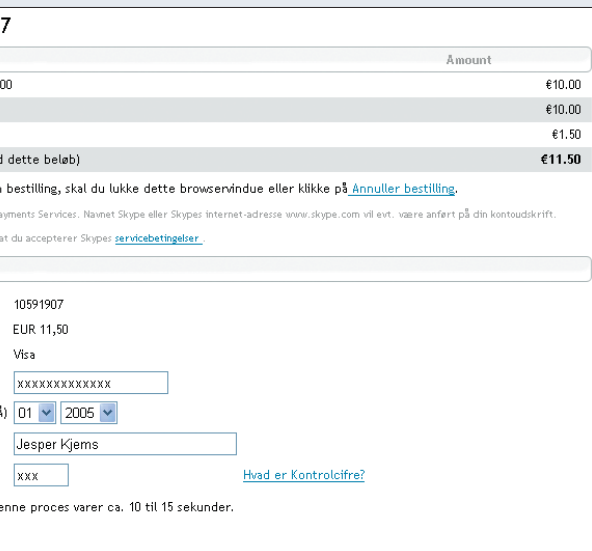 7
Amount
00 €10.00
€10.00
€1.50
d dette beløb) €11.50
bestilling, skal du lukke dette browservindue eller klikke på Annuller bestilling.
ayments Services. Navnet Skype eller Skypes internet-adresse www.skype.com vil evt. være anført på din kontoudskrift.
at du accepterer Skypes servicebetingelser .
10591907
EUR 11,50
Visa
xxxxxxxxxxxxx
Å) 01 2005
Jesper Kjems
xxx Hvad er Kontrolcifre?
enne proces varer ca. 10 til 15 sekunder.